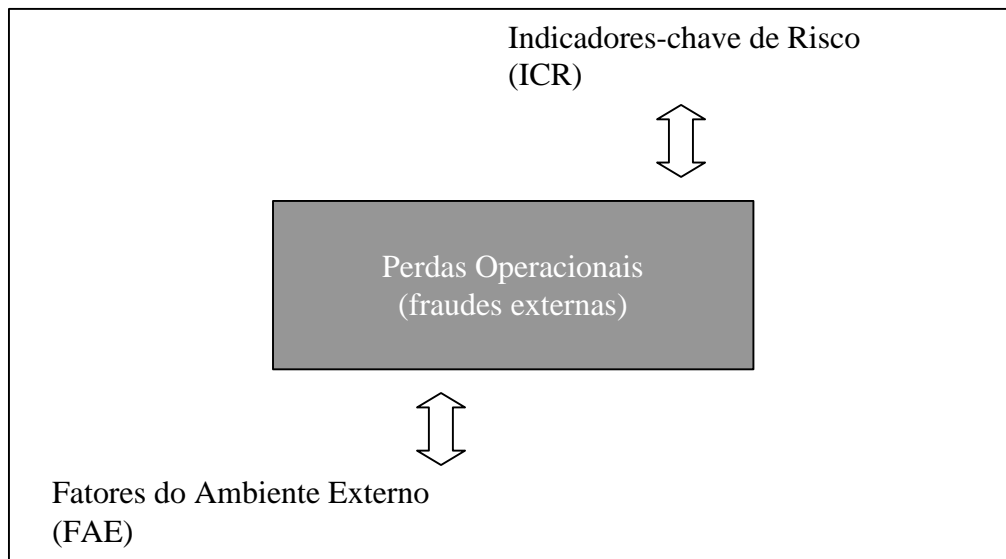 Indicadores-chave de Risco
(ICR)
Perdas Operacionais
(fraudes externas)
Fatores do Ambiente Externo
(FAE)